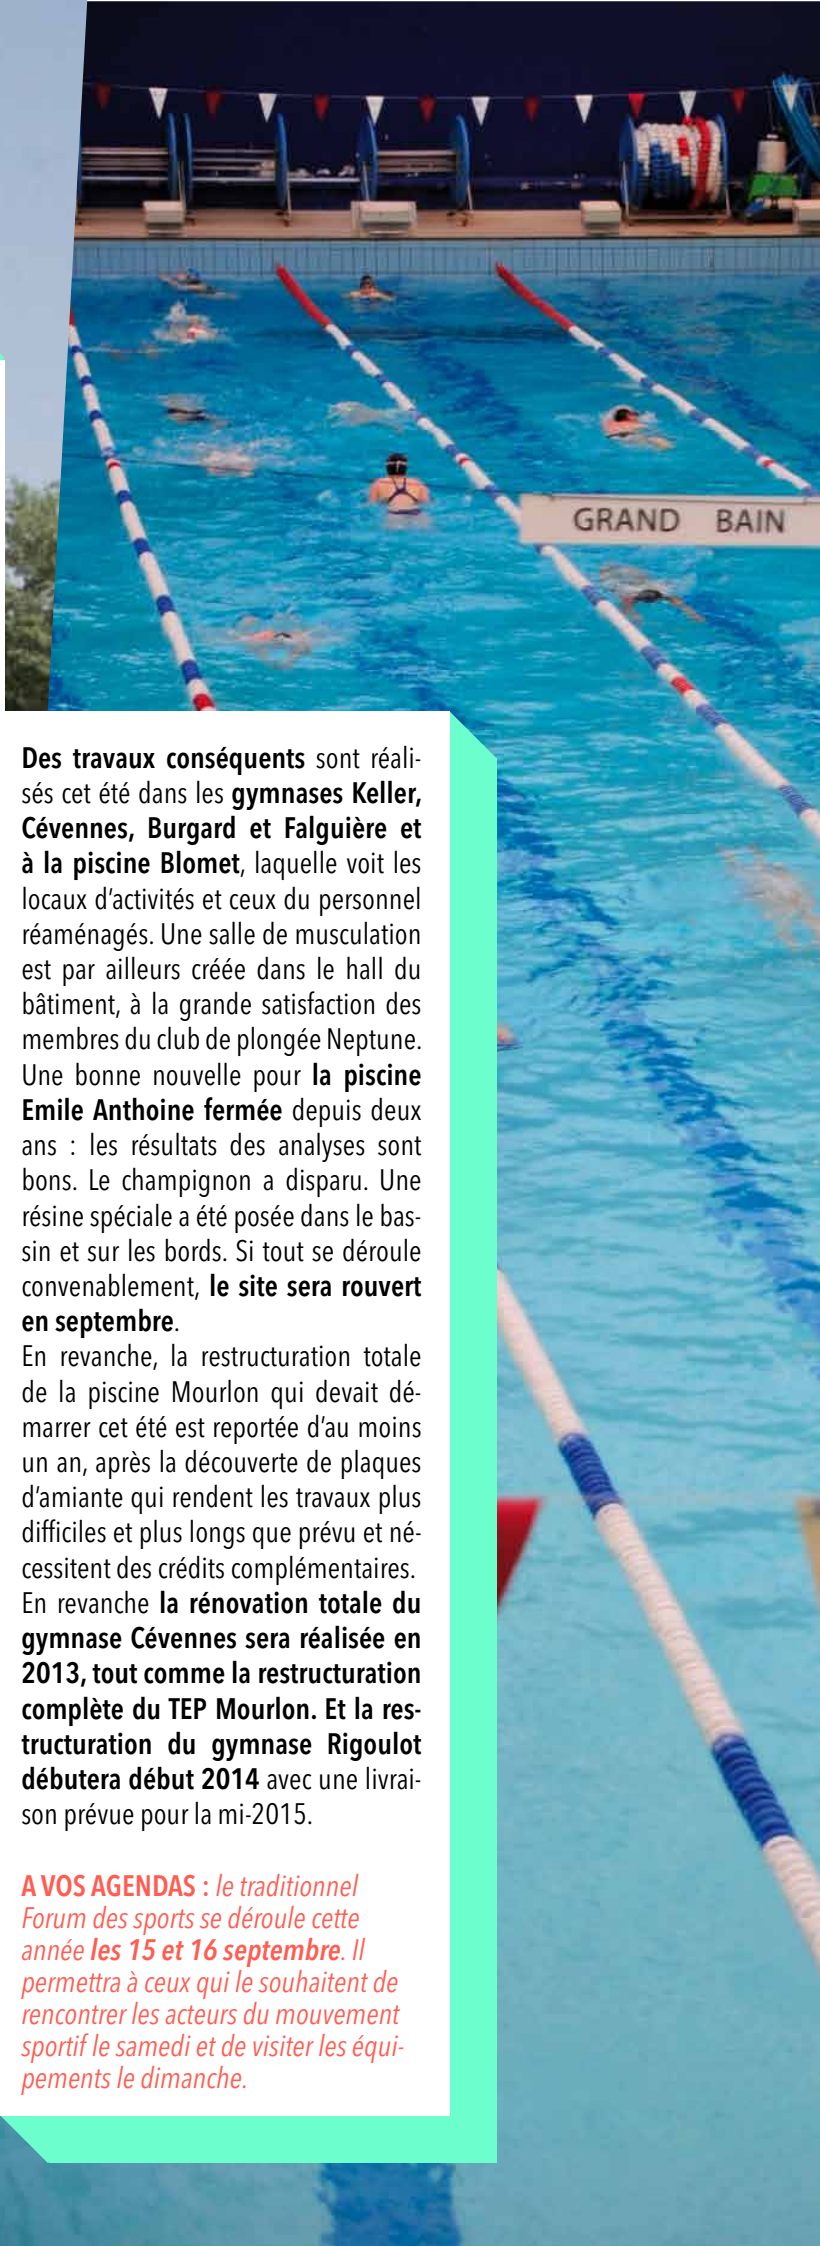 GRAND BAIN
Des travaux conséquents sont réali-
sés cet été dans les gymnases Keller,
Cévennes, Burgard et Falguière et
à la piscine Blomet, laquelle voit les
locaux d’activités et ceux du personnel
réaménagés. Une salle de musculation
est par ailleurs créée dans le hall du
bâtiment, à la grande satisfaction des
membres du club de plongée Neptune.
Une bonne nouvelle pour la piscine
Emile Anthoine fermée depuis deux
ans : les résultats des analyses sont
bons. Le champignon a disparu. Une
résine spéciale a été posée dans le bas-
sin et sur les bords. Si tout se déroule
convenablement, le site sera rouvert
en septembre.
En revanche, la restructuration totale
de la piscine Mourlon qui devait dé-
marrer cet été est reportée d’au moins
un an, après la découverte de plaques
d’amiante qui rendent les travaux plus
difficiles et plus longs que prévu et né-
cessitent des crédits complémentaires.
En revanche la rénovation totale du
gymnase Cévennes sera réalisée en
2013, tout comme la restructuration
complète du TEP Mourlon. Et la res-
tructuration du gymnase Rigoulot
débutera début 2014 avec une livrai-
son prévue pour la mi-2015.
A VOS AGENDAS : le traditionnel
Forum des sports se déroule cette
année les 15 et 16 septembre. Il
permettra à ceux qui le souhaitent de
rencontrer les acteurs du mouvement
sportif le samedi et de visiter les équi-
pements le dimanche.